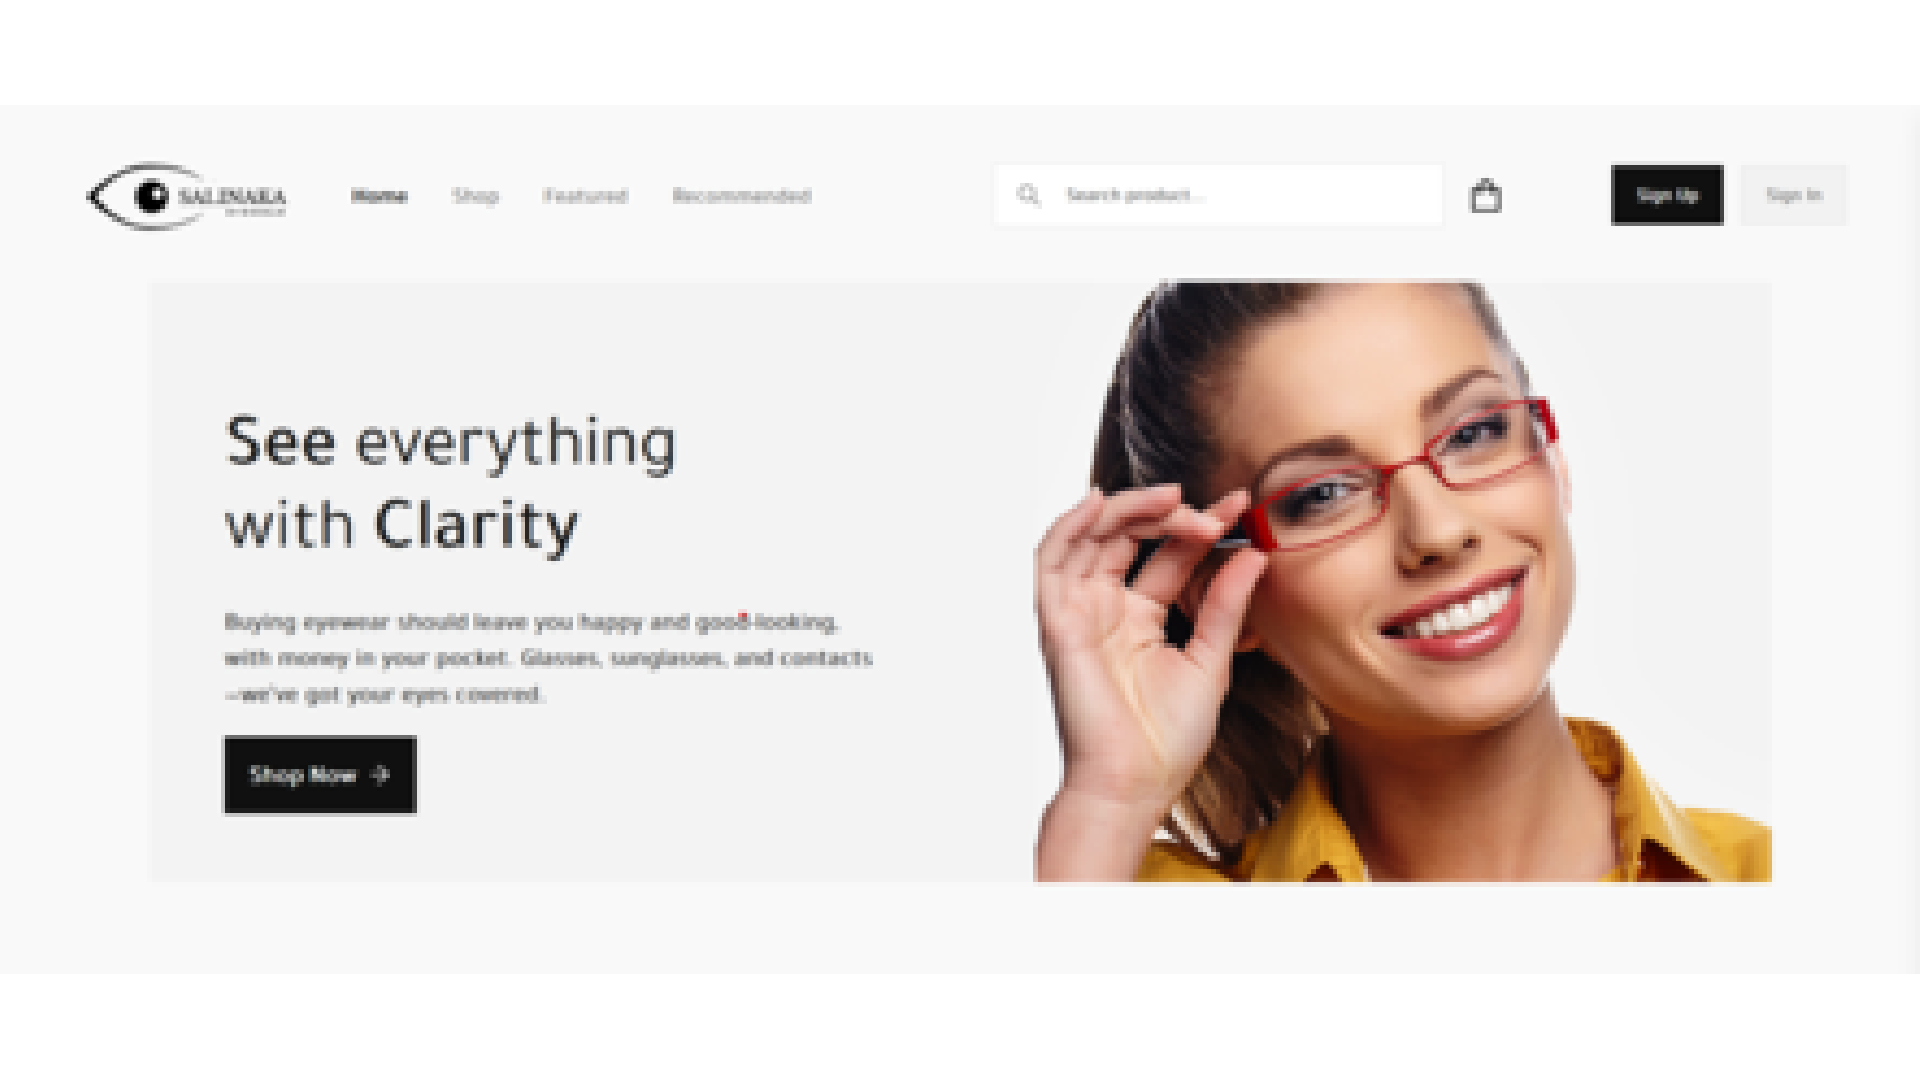 SALINAKA
Home
Shop
Featured
Recommended
Search product...
Sign Up
Sign In
See everything
with Clarity
Buying eyewear should leave you happy and good-looking,
with money in your pocket. Glasses, sunglasses, and contacts
—we've got your eyes covered.
Shop Now →